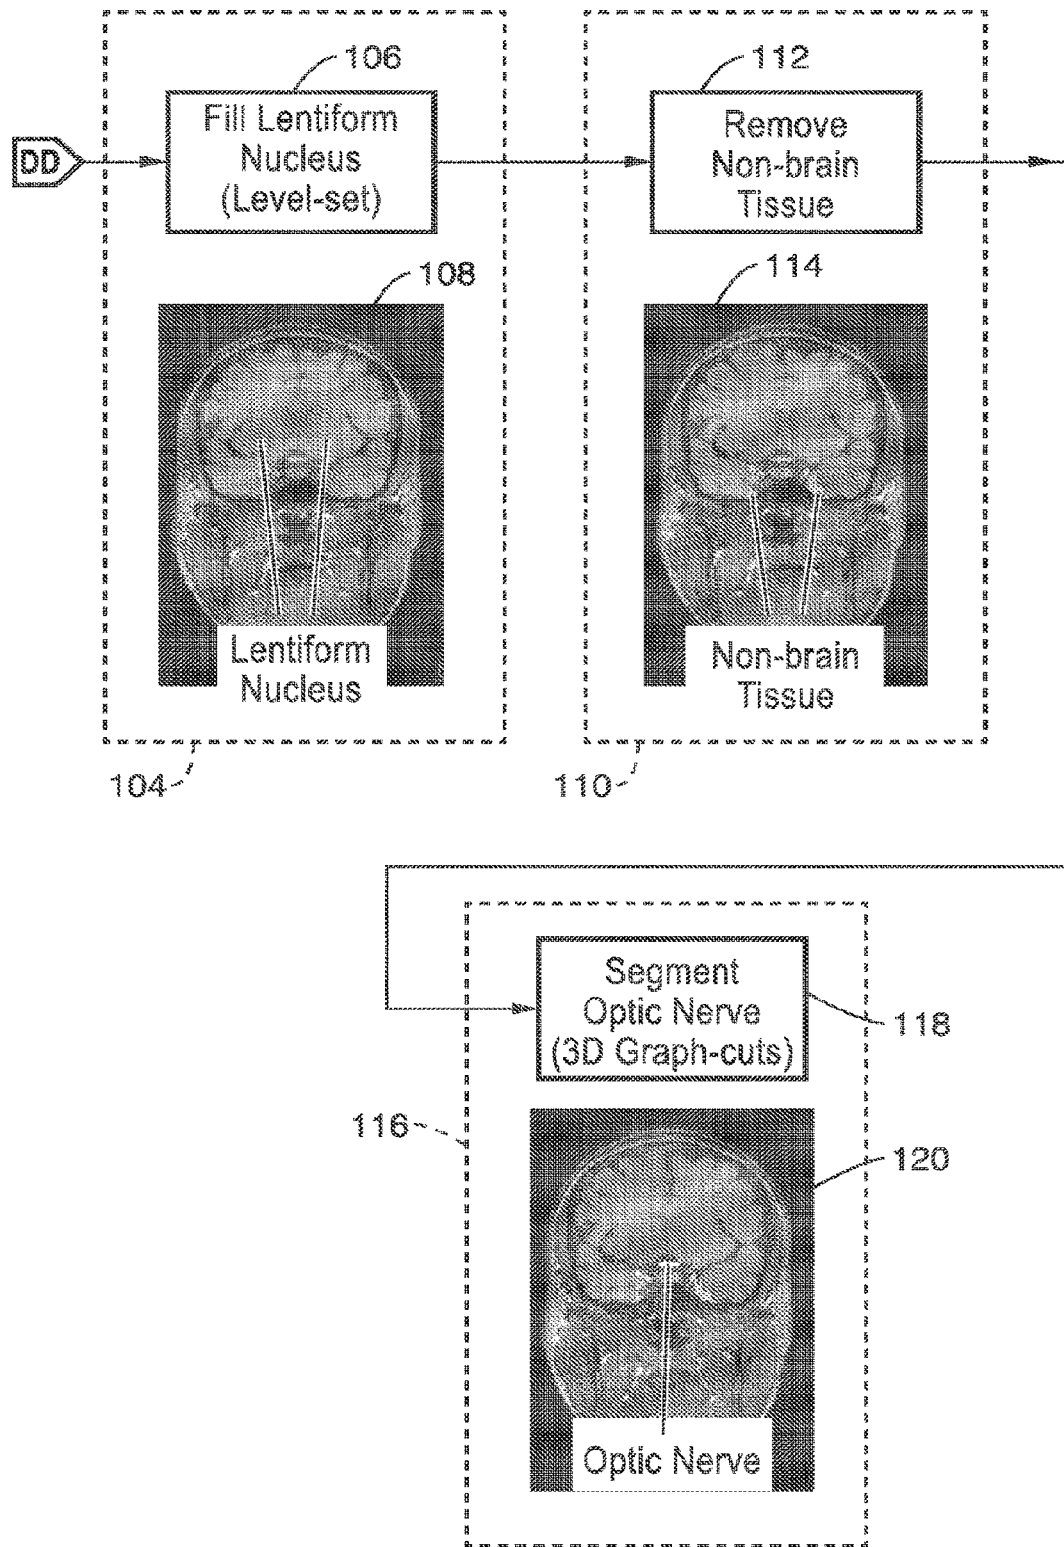 106
112
DD
Fill Lentiform
Nucleus
(Level-set)
Remove
Non-brain
Tissue
108
114
Lentiform
Nucleus
Non-brain
Tissue
104
110
Segment
Optic Nerve
(3D Graph-cuts)
118
116
120
Optic Nerve